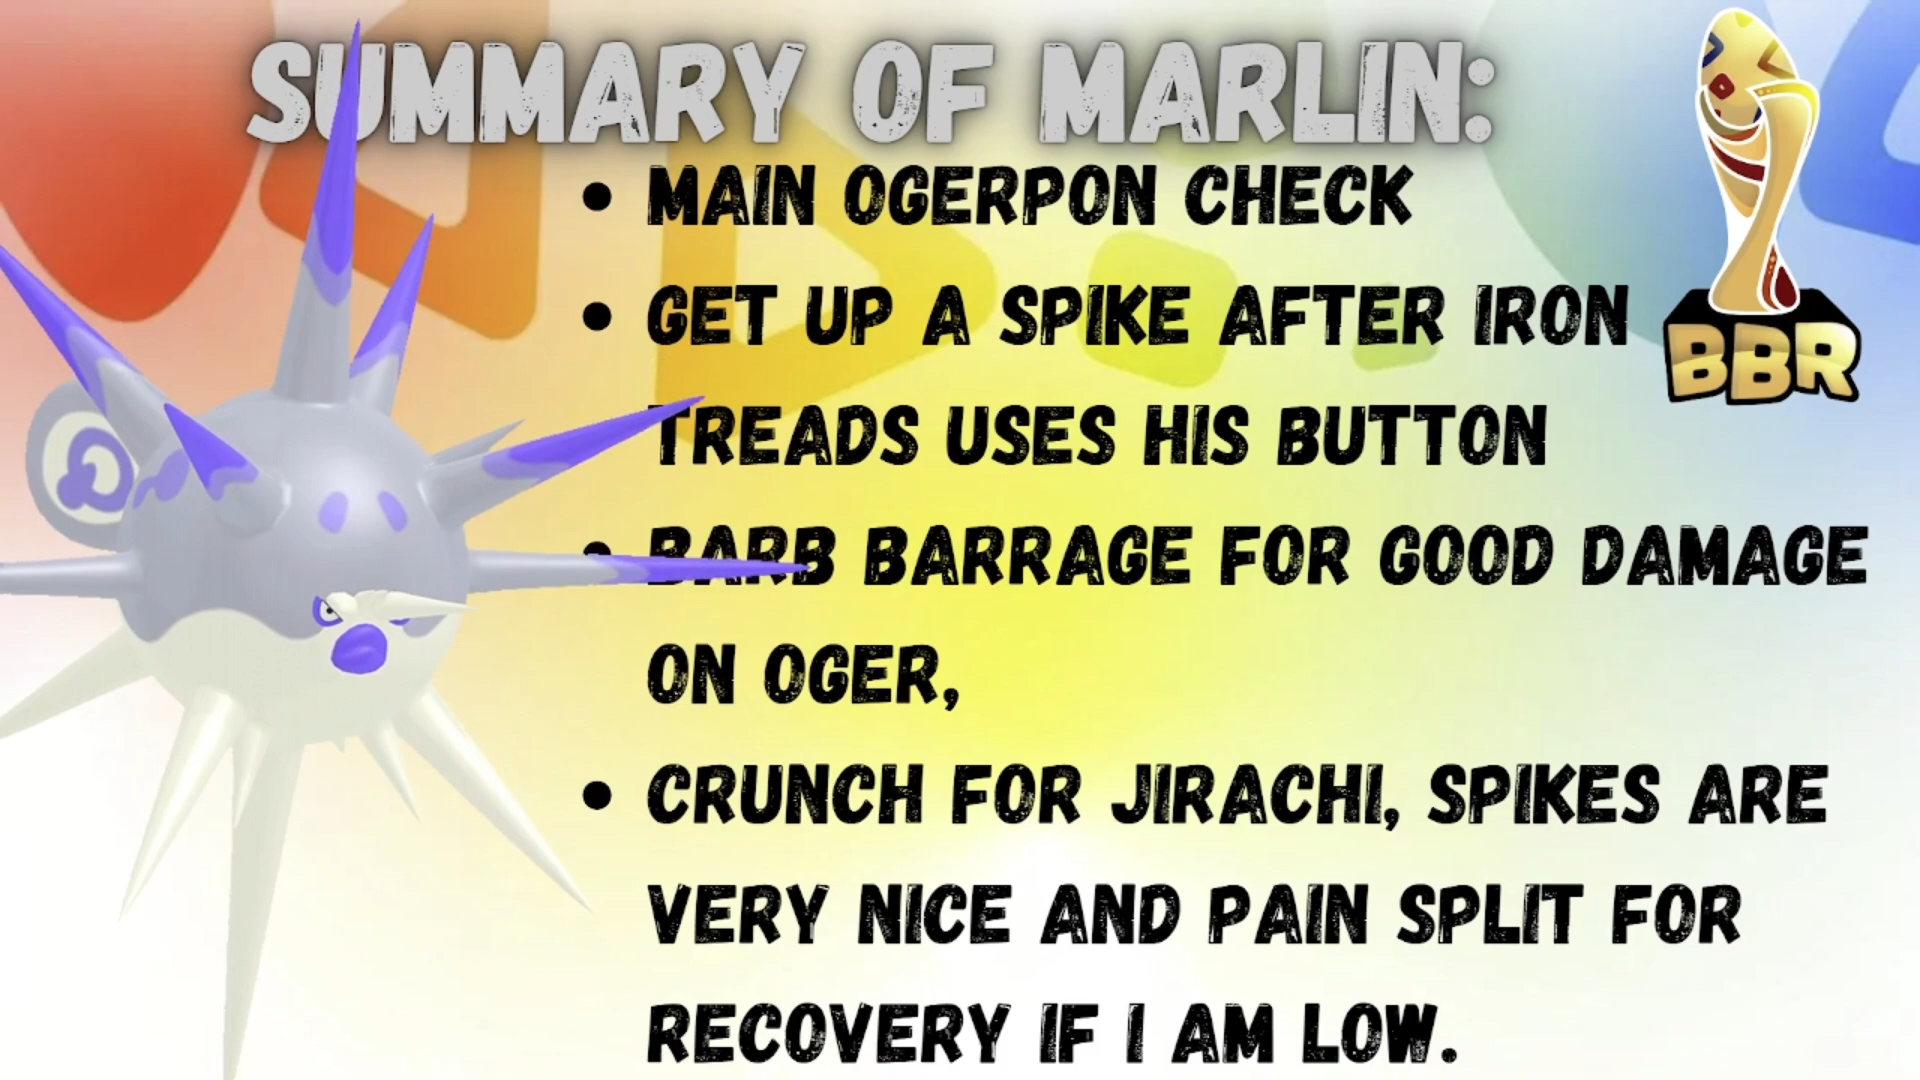 SUMMARY OF MARLIN:
• MAIN OGERPON CHECK
• GET UP A SPIKE AFTER IRON
TREADS USES HIS BUTTON
• BARB BARRAGE FOR GOOD DAMAGE
ON OGER,
• CRUNCH FOR JIRACHI, SPIKES ARE
VERY NICE AND PAIN SPLIT FOR
RECOVERY IF I AM LOW.
BBR